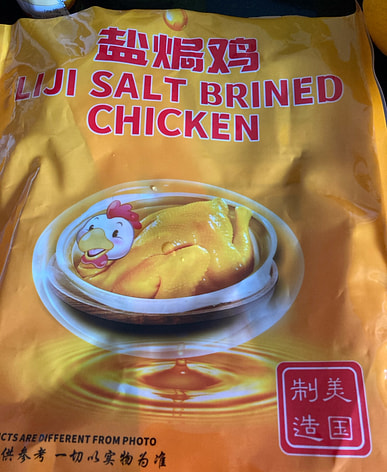 盐焗鸡
LIJI SALT BRINED
CHICKEN
美国
制造
CTS ARE DIFFERENT FROM PHOTO
供参考 一切以实物为准